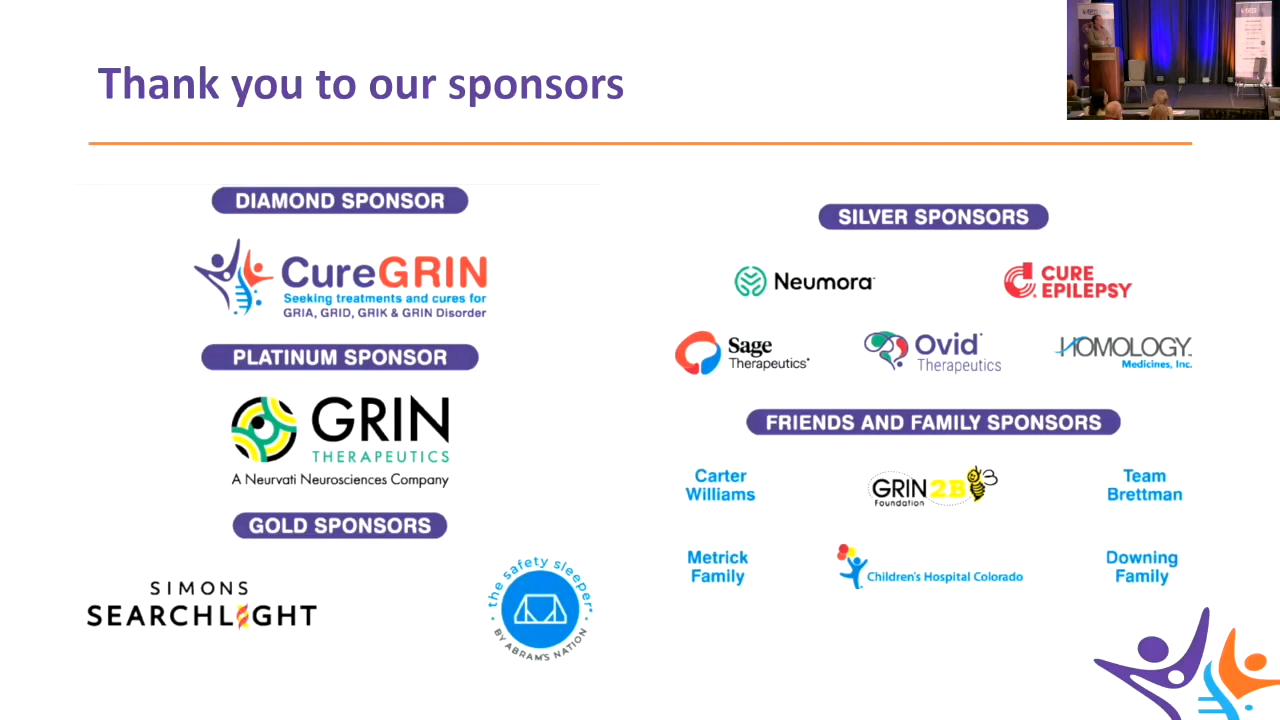 Thank you to our sponsors
DIAMOND SPONSOR
CureGRIN
Seeking treatments and cures for
GRIA, GRID, GRIK & GRIN Disorder
PLATINUM SPONSOR
GRIN
THERAPEUTICS
A Neurvati Neurosciences Company
GOLD SPONSORS
SIMONS
SEARCHLIGHT
the safety sleeper
BY ABRAM'S NATION
SILVER SPONSORS
Neumora
CURE
EPILEPSY
Sage
Therapeutics
Ovid
Therapeutics
HOMOLOGY
Medicines, Inc.
FRIENDS AND FAMILY SPONSORS
Carter
Williams
GRIN2B
Foundation
Team
Brettman
Metrick
Family
Children's Hospital Colorado
Downing
Family